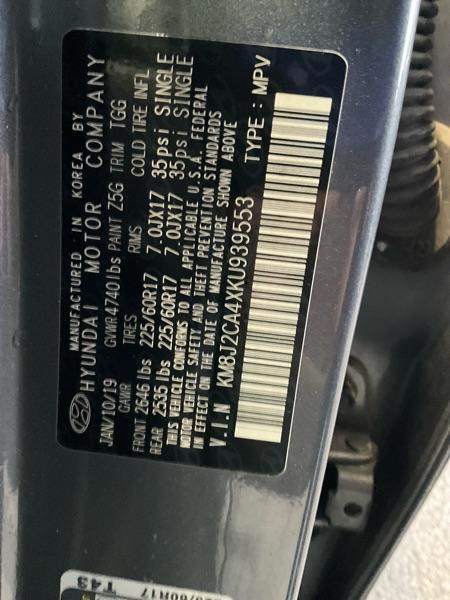 MANUFACTURED IN KOREA BY
HYUNDAI MOTOR COMPANY
JAN/10/19 GVWR 4740 lbs PAINT Z5G TRIM TGG
GAWR TIRES RIMS COLD TIRE INFL
FRONT 2646 lbs 225/60R17 7.0JX17 35psi SINGLE
REAR 2535 lbs 225/60R17 7.0JX17 35psi SINGLE
THIS VEHICLE CONFORMS TO ALL APPLICABLE U.S.A. FEDERAL
MOTOR VEHICLE SAFETY AND THEFT PREVENTION STANDARDS
IN EFFECT ON THE DATE OF MANUFACTURE SHOWN ABOVE
V.I.N KM8J2CA4XKU939553 TYPE : MPV
T43